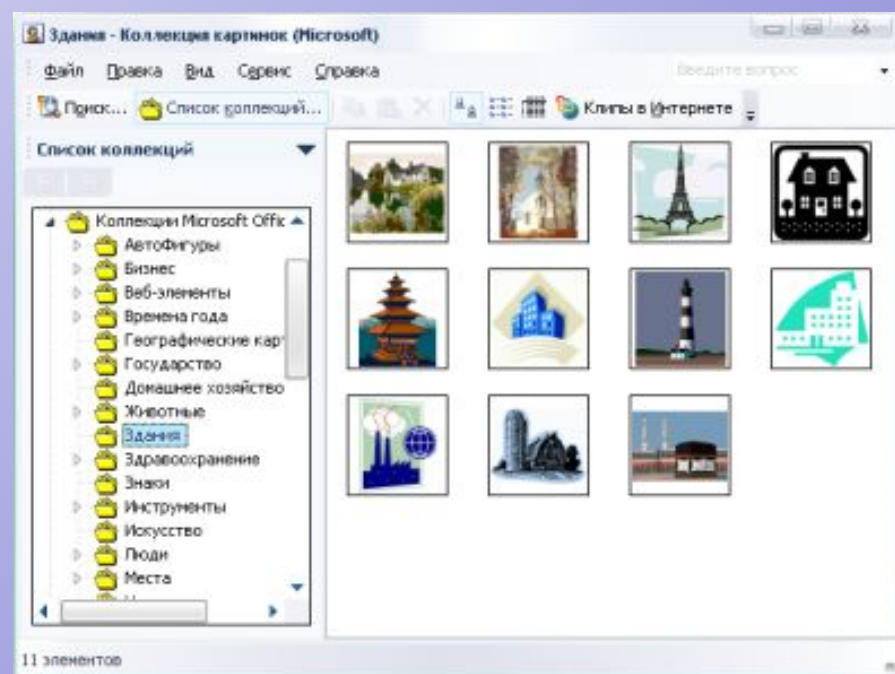 Здания - Коллекция картинок (Microsoft)
Файл Правка Вид Сервис Справка Введите вопрос
Поиск... Список коллекций... Клипы в Интернете
Список коллекций
Коллекции Microsoft Offic
АвтоФигуры
Бизнес
Веб-элементы
Времена года
Географические кар
Государство
Домашнее хозяйство
Животные
Здания
Здравоохранение
Знаки
Инструменты
Искусство
Люди
Места
11 элементов